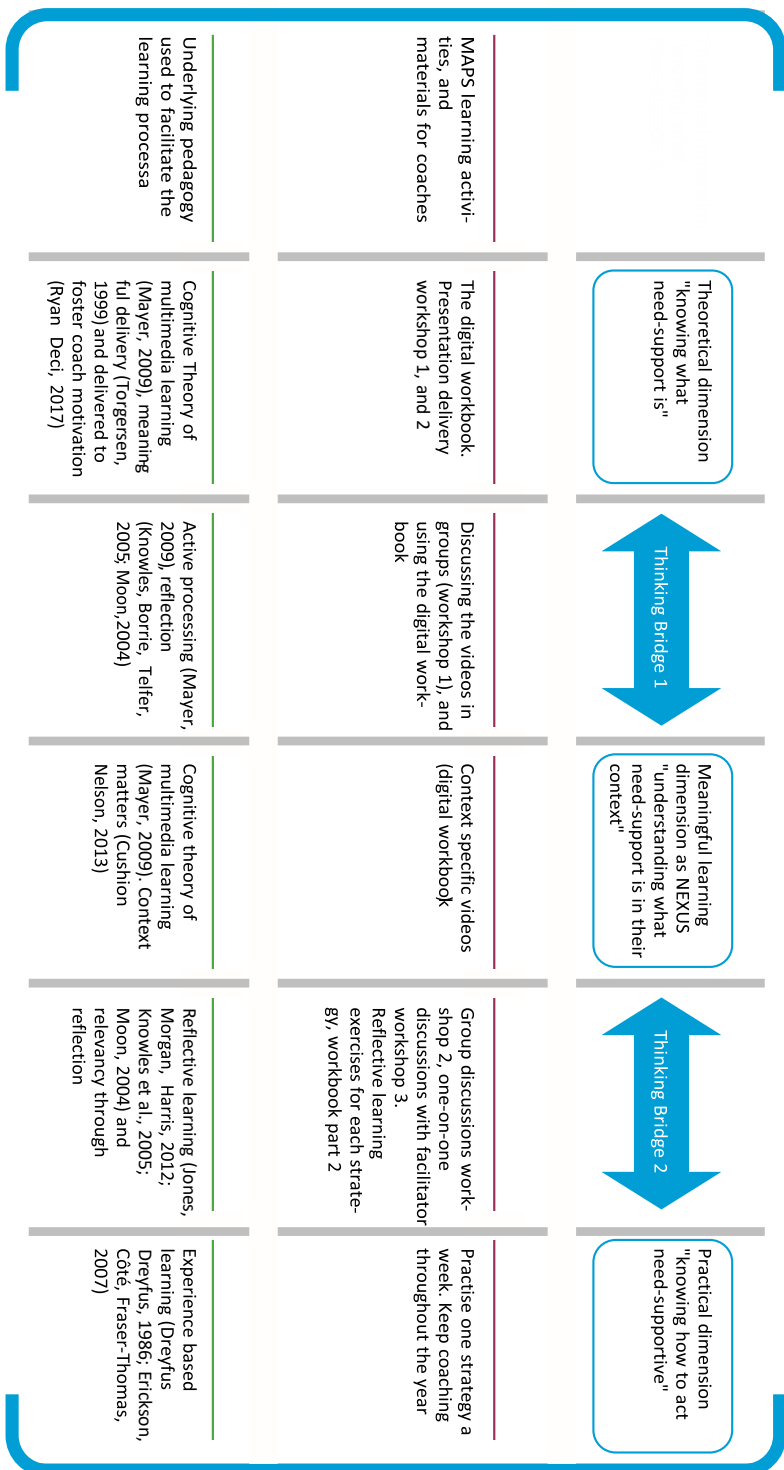 Theoretical dimension
"knowing what
need-support is"
Thinking Bridge 1
Meaningful learning
dimension as NEXUS
"understanding what
need-support is in their
context"
Thinking Bridge 2
Practical dimension
"knowing how to act
need-supportive"
MAPS learning activi-
ties, and
materials for coaches
The digital workbook.
Presentation delivery
workshop 1, and 2
Discussing the videos in
groups (workshop 1), and
using the digital work-
book
Context specific videos
(digital workbook)
Group discussions work-
shop 2, one-on-one
discussions with facilitator
workshop 3.
Reflective learning
exercises for each strate-
gy, workbook part 2
Practise one strategy a
week. Keep coaching
throughout the year
Underlying pedagogy
used to facilitate the
learning processa
Cognitive Theory of
multimedia learning
(Mayer, 2009), meaning
ful delivery (Torgersen,
1999) and delivered to
foster coach motivation
(Ryan Deci, 2017)
Active processing (Mayer,
2009), reflection
(Knowles, Borrie, Telfer,
2005; Moon,2004)
Cognitive theory of
multimedia learning
(Mayer, 2009). Context
matters (Cushion
Nelson, 2013)
Reflective learning (Jones,
Morgan, Harris, 2012;
Knowles et al., 2005;
Moon, 2004) and
relevancy through
reflection
Experience based
learning (Dreyfus
Dreyfus, 1986; Erickson,
Côté, Fraser-Thomas,
2007)